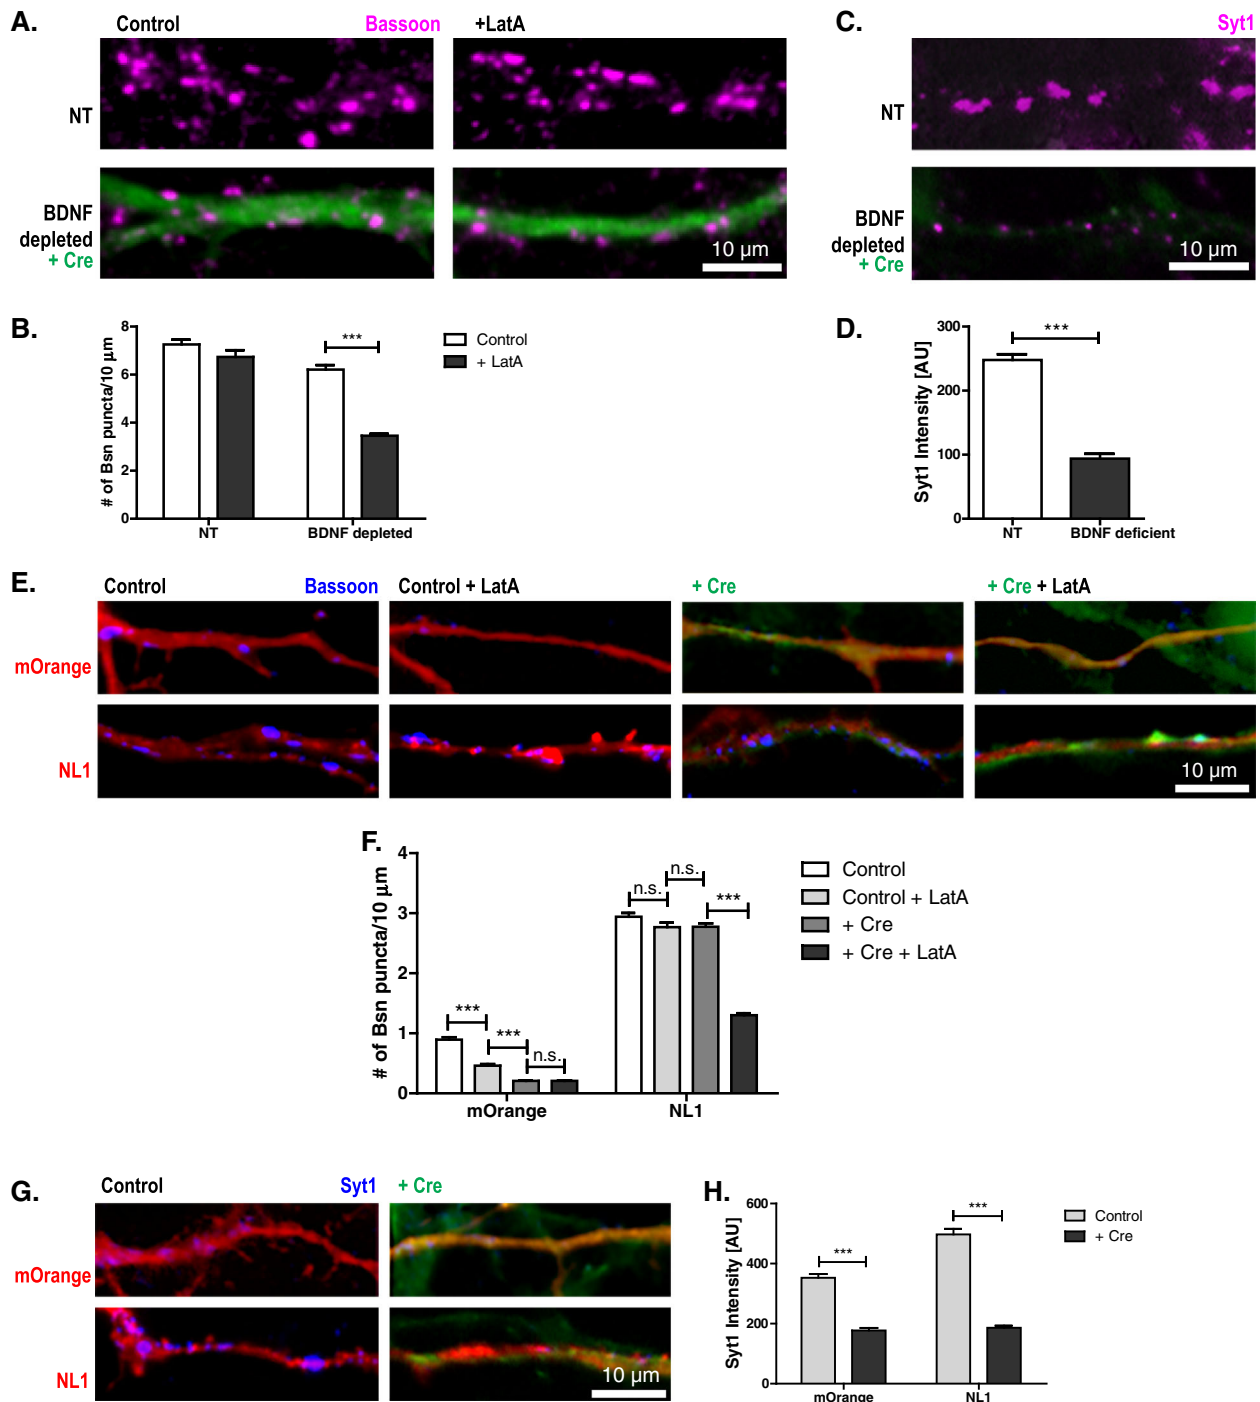 A.
Control
Bassoon
+LatA
NT
BDNF
depleted
+ Cre
10 μm
B.
# of Bsn puncta/10 μm
8
6
4
2
0
***
NT
BDNF depleted
Control
+ LatA
C.
Syt1
NT
BDNF
depleted
+ Cre
10 μm
D.
Syt1 Intensity [AU]
300
200
100
0
***
NT
BDNF deficient
E.
Control
Bassoon
Control + LatA
+ Cre
+ Cre + LatA
mOrange
NL1
10 μm
F.
# of Bsn puncta/10 μm
4
3
2
1
0
***
***
n.s.
n.s.
n.s.
***
mOrange
NL1
Control
Control + LatA
+ Cre
+ Cre + LatA
G.
Control
Syt1
+ Cre
mOrange
NL1
10 μm
H.
Syt1 Intensity [AU]
600
400
200
0
***
***
mOrange
NL1
Control
+ Cre